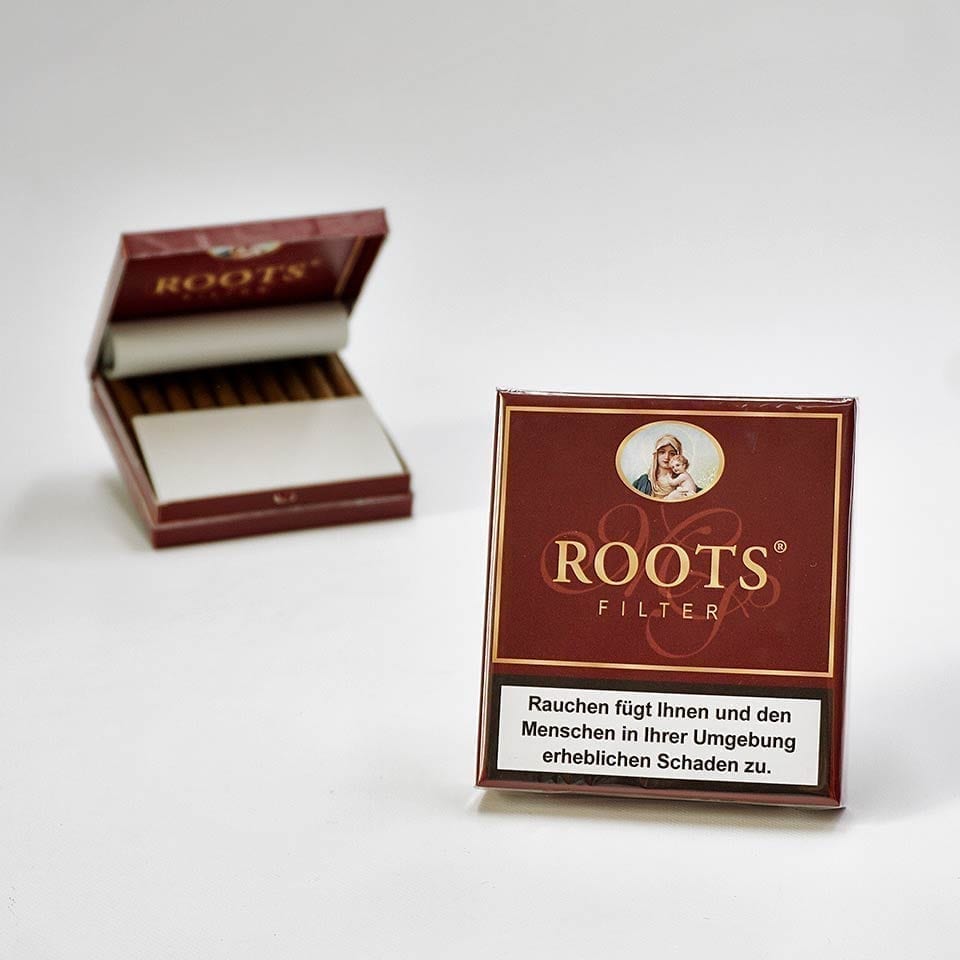 ROOTS®
FILTER
ROOTS®
FILTER
Rauchen fügt Ihnen und den
Menschen in Ihrer Umgebung
erheblichen Schaden zu.